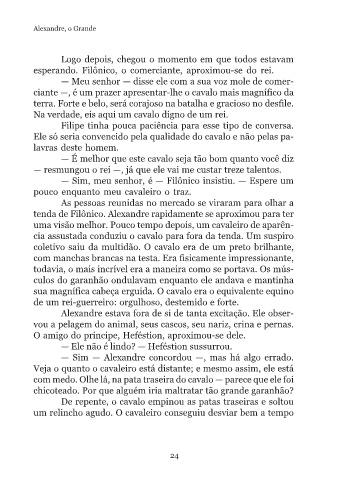 Alexandre, o Grande
Logo depois, chegou o momento em que todos estavam
esperando. Filônico, o comerciante, aproximou-se do rei.
— Meu senhor — disse ele com a sua voz mole de comer-
ciante —, é um prazer apresentar-lhe o cavalo mais magnífico da
terra. Forte e belo, será corajoso na batalha e gracioso no desfile.
Na verdade, eis aqui um cavalo digno de um rei.
Filipe tinha pouca paciência para esse tipo de conversa.
Ele só seria convencido pela qualidade do cavalo e não pelas pa-
lavras deste homem.
— É melhor que este cavalo seja tão bom quanto você diz
— resmungou o rei —, já que ele vai me custar treze talentos.
— Sim, meu senhor, é — Filônico insistiu. — Espere um
pouco enquanto meu cavaleiro o traz.
As pessoas reunidas no mercado se viraram para olhar a
tenda de Filônico. Alexandre rapidamente se aproximou para ter
uma visão melhor. Pouco tempo depois, um cavaleiro de aparên-
cia assustada conduziu o cavalo para fora da tenda. Um suspiro
coletivo saiu da multidão. O cavalo era de um preto brilhante,
com manchas brancas na testa. Era fisicamente impressionante,
todavia, o mais incrível era a maneira como se portava. Os mús-
culos do garanhão ondulavam enquanto ele andava e mantinha
sua magnífica cabeça erguida. O cavalo era o equivalente equino
de um rei-guerreiro: orgulhoso, destemido e forte.
Alexandre estava fora de si de tanta excitação. Ele obser-
vou a pelagem do animal, seus cascos, seu nariz, crina e pernas.
O amigo do príncipe, Heféstion, aproximou-se dele.
— Ele não é lindo? — Heféstion sussurrou.
— Sim — Alexandre concordou —, mas há algo errado.
Veja o quanto o cavaleiro está distante; e mesmo assim, ele está
com medo. Olhe lá, na pata traseira do cavalo — parece que ele foi
chicoteado. Por que alguém iria maltratar tão grande garanhão?
De repente, o cavalo empinou as patas traseiras e soltou
um relincho agudo. O cavaleiro conseguiu desviar bem a tempo
24